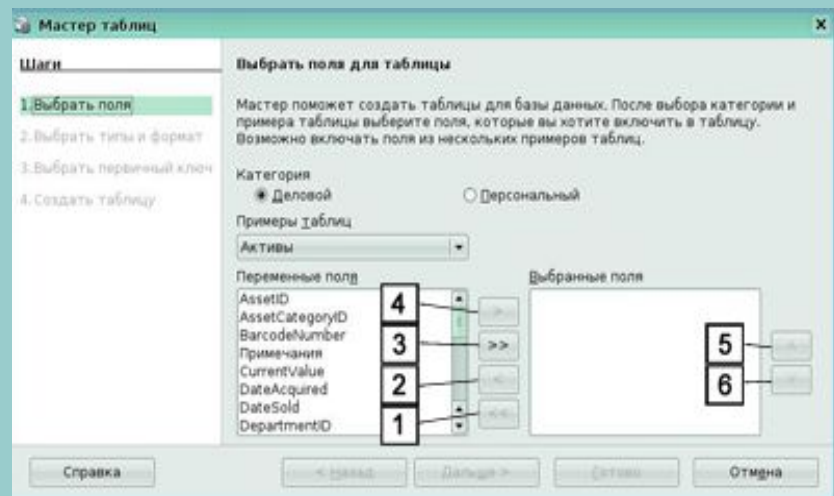 Мастер таблиц
Шаги
1.Выбрать поля
2.Выбрать типы и формат
3.Выбрать первичный ключ
4.Создать таблицу
Выбрать поля для таблицы
Мастер поможет создать таблицы для базы данных. После выбора категории и
примера таблицы выберите поля, которые вы хотите включить в таблицу.
Возможно включать поля из нескольких примеров таблиц.
Категория
Деловой
Персональный
Примеры таблиц
Активы
Переменные поля
AssetID
AssetCategoryID
BarcodeNumber
Примечания
CurrentValue
DateAcquired
DateSold
DepartmentID
4 >
3 >>
2 <
1 <<
Выбранные поля
5
6
Справка
< Назад
Дальше >
Готово
Отмена